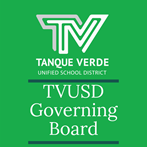 TV
TANQUE VERDE
UNIFIED SCHOOL DISTRICT
TVUSD
Governing
Board